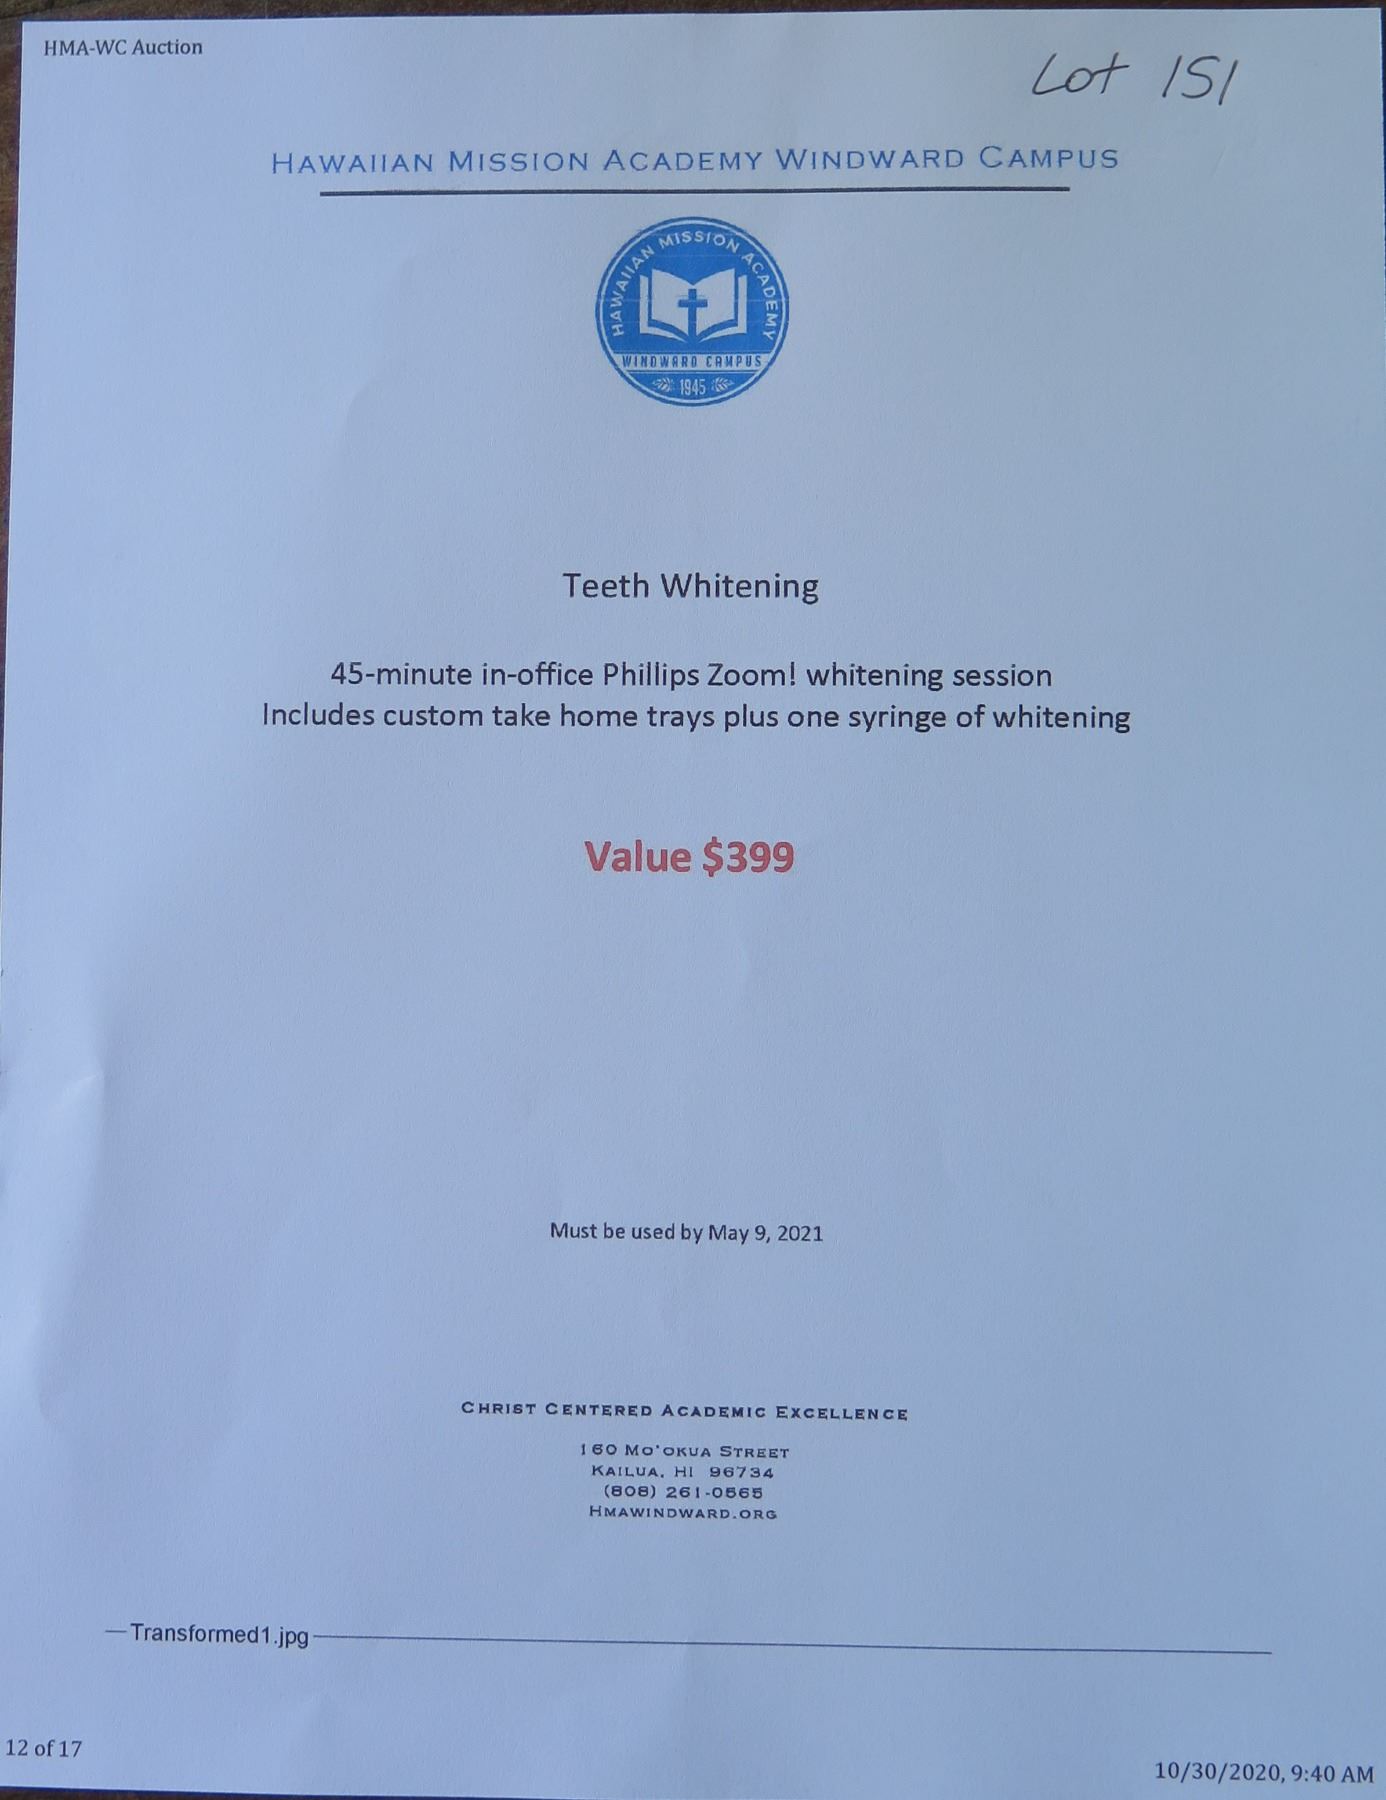 HMA-WC Auction
Lot 151
HAWAIIAN MISSION ACADEMY WINDWARD CAMPUS
HAWAIIAN MISSION ACADEMY
WINDWARD CAMPUS
1945
Teeth Whitening
45-minute in-office Phillips Zoom! whitening session
Includes custom take home trays plus one syringe of whitening
Value $399
Must be used by May 9, 2021
CHRIST CENTERED ACADEMIC EXCELLENCE
160 MO'OKUA STREET
KAILUA, HI 96734
(808) 261-0565
HMAWINDWARD.ORG
Transformed1.jpg
12 of 17
10/30/2020, 9:40 AM